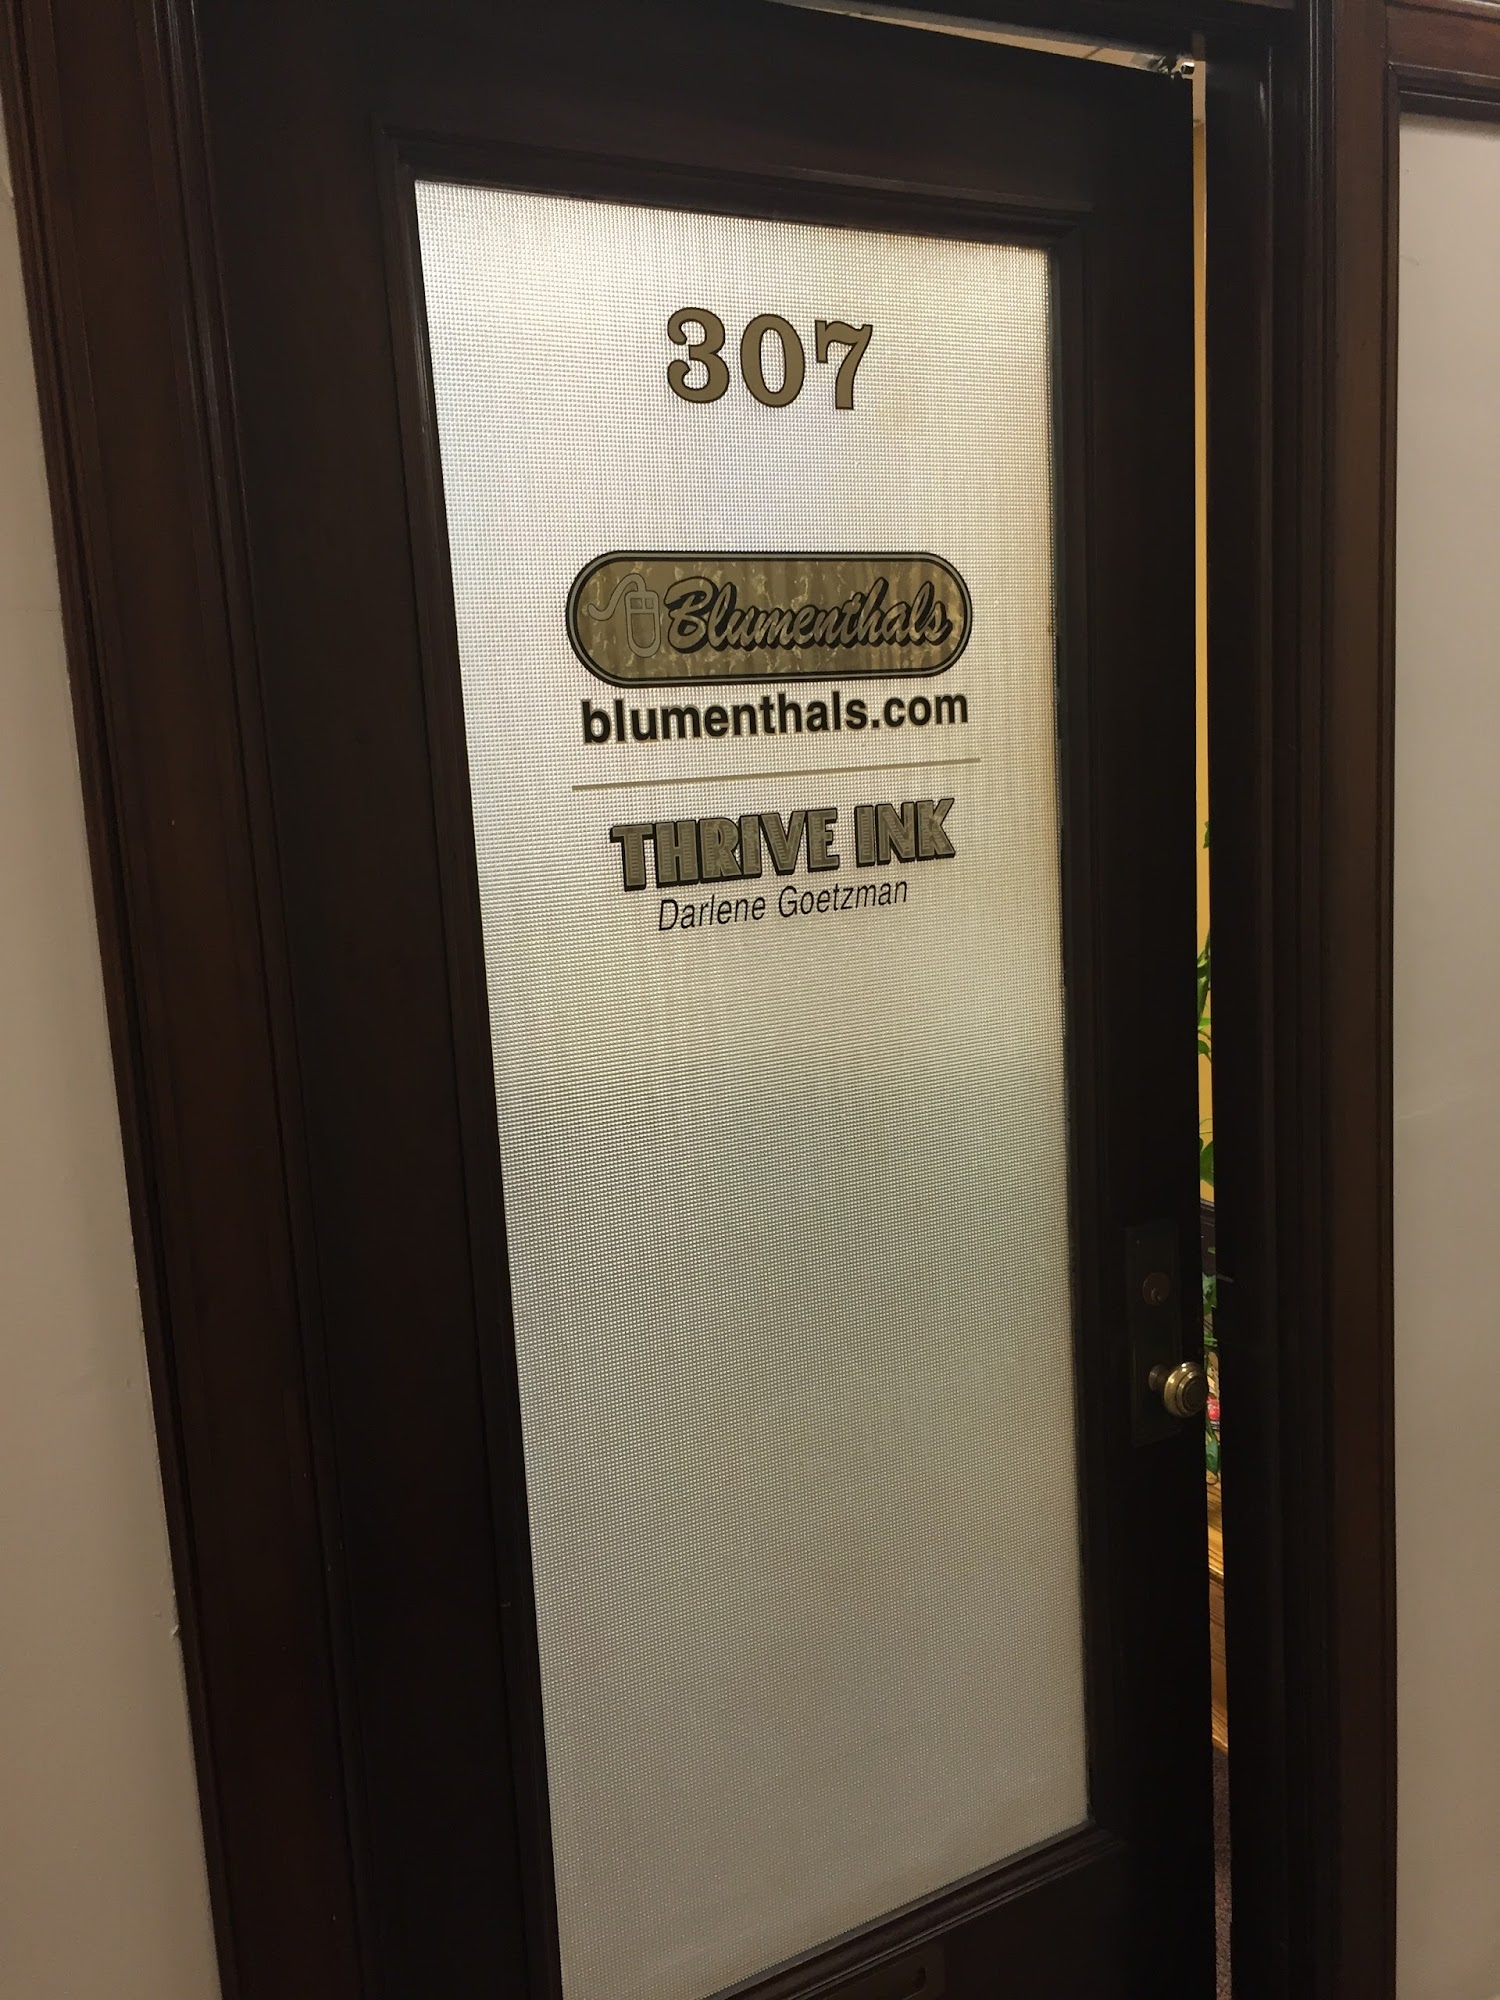 307
Blumenthals
blumenthals.com
THRIVE INK
Darlene Goetzman